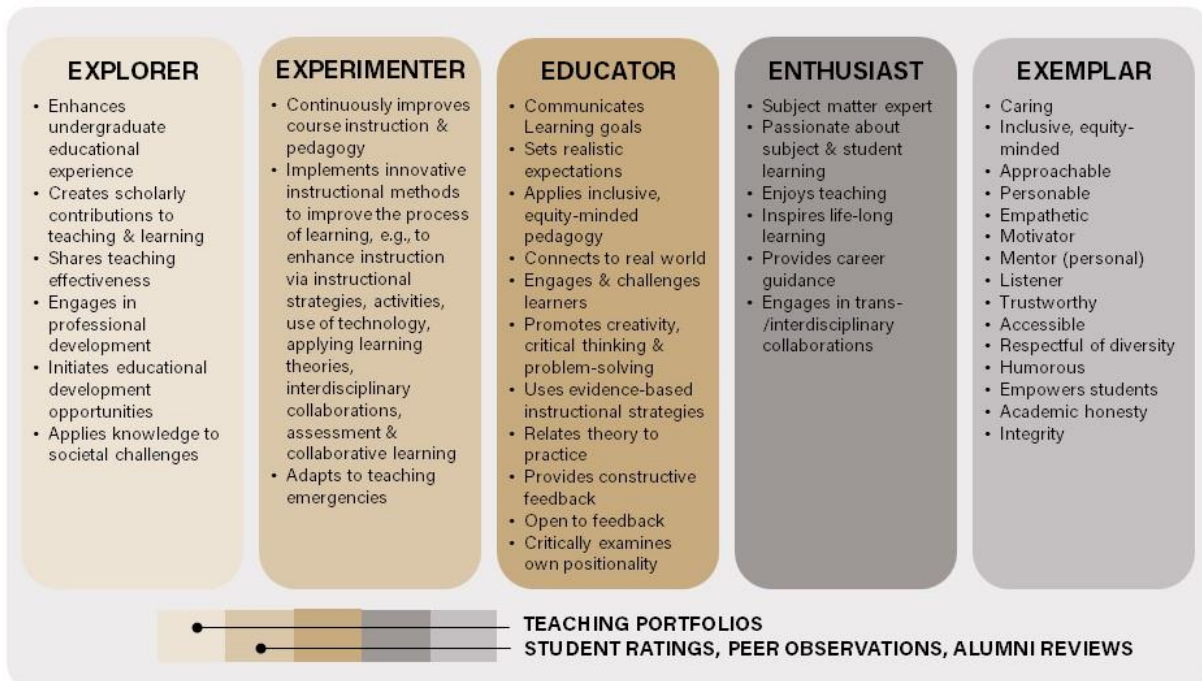 EXPLORER
• Enhances
undergraduate
educational
experience
• Creates scholarly
contributions to
teaching & learning
• Shares teaching
effectiveness
• Engages in
professional
development
• Initiates educational
development
opportunities
• Applies knowledge to
societal challenges
EXPERIMENTER
• Continuously improves
course instruction &
pedagogy
• Implements innovative
instructional methods
to improve the process
of learning, e.g., to
enhance instruction
via instructional
strategies, activities,
use of technology,
applying learning
theories,
interdisciplinary
collaborations,
assessment &
collaborative learning
• Adapts to teaching
emergencies
EDUCATOR
• Communicates
Learning goals
• Sets realistic
expectations
• Applies inclusive,
equity-minded
pedagogy
• Connects to real world
• Engages & challenges
learners
• Promotes creativity,
critical thinking &
problem-solving
• Uses evidence-based
instructional strategies
• Relates theory to
practice
• Provides constructive
feedback
• Open to feedback
• Critically examines
own positionality
ENTHUSIAST
• Subject matter expert
• Passionate about
subject & student
learning
• Enjoys teaching
• Inspires life-long
learning
• Provides career
guidance
• Engages in trans-
/interdisciplinary
collaborations
EXEMPLAR
• Caring
• Inclusive, equity-
minded
• Approachable
• Personable
• Empathetic
• Motivator
• Mentor (personal)
• Listener
• Trustworthy
• Accessible
• Respectful of diversity
• Humorous
• Empowers students
• Academic honesty
• Integrity
TEACHING PORTFOLIOS
STUDENT RATINGS, PEER OBSERVATIONS, ALUMNI REVIEWS